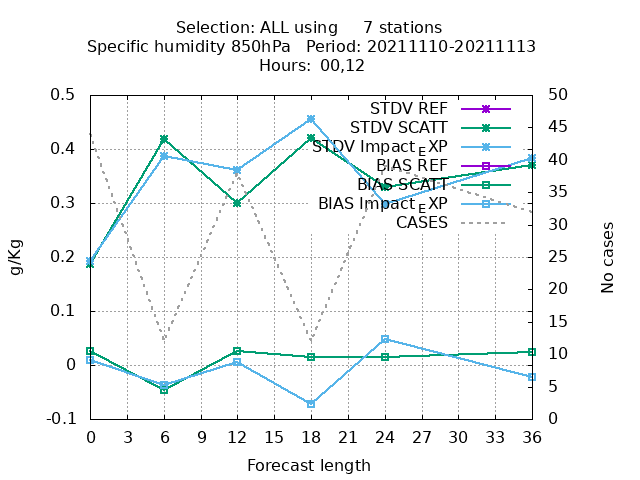 Selection: ALL using     7 stations
Specific humidity 850hPa   Period: 20211110-20211113
Hours:  00,12
0.5
0.4
0.3
0.2
0.1
0
-0.1
g/Kg
STDV REF
STDV SCATT
STDV Impact_EXP
BIAS REF
BIAS SCATT
BIAS Impact_EXP
CASES
50
45
40
35
30
25
20
15
10
5
0
No cases
0 3 6 9 12 15 18 21 24 27 30 33 36
Forecast length